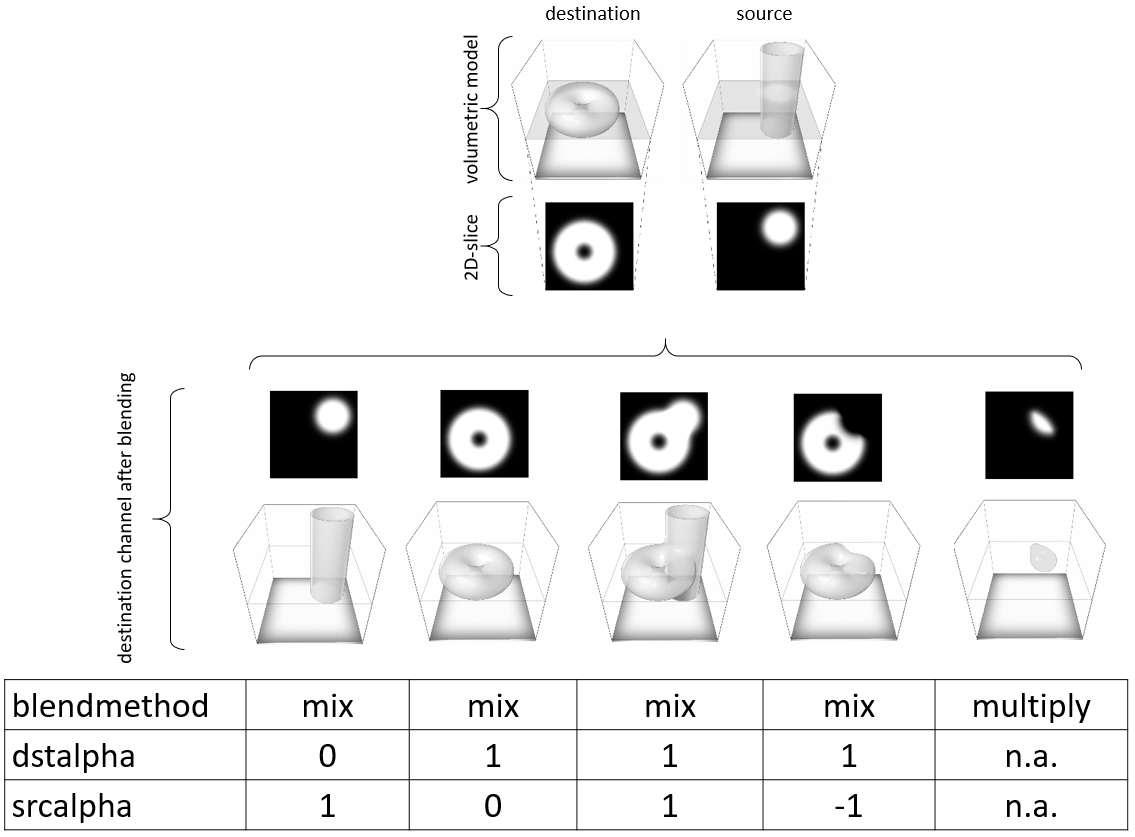 destination source
volumetric model
2D-slice
destination channel after blending
blendmethod mix mix mix mix multiply
dstalpha 0 1 1 1 n.a.
srcalpha 1 0 1 -1 n.a.